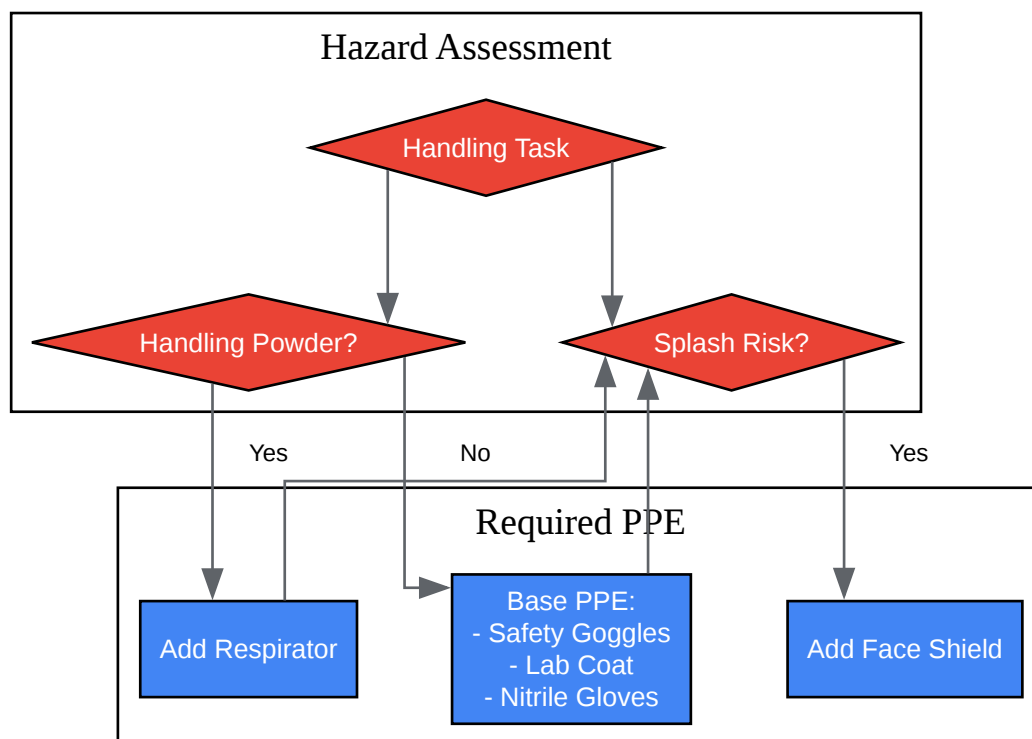 Hazard Assessment
Handling Task
Handling Powder?
Splash Risk?
Yes
No
Yes
Required PPE
Add Respirator
Base PPE:
- Safety Goggles
- Lab Coat
- Nitrile Gloves
Add Face Shield